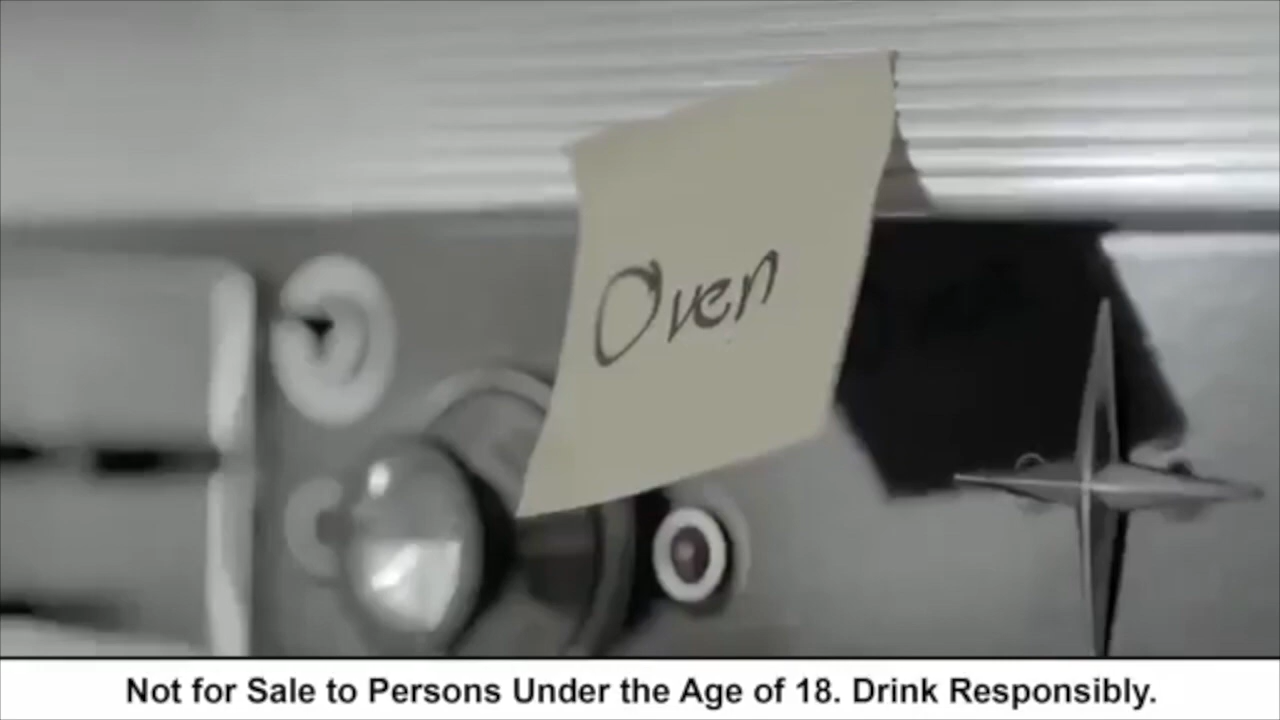 Oven
Not for Sale to Persons Under the Age of 18. Drink Responsibly.